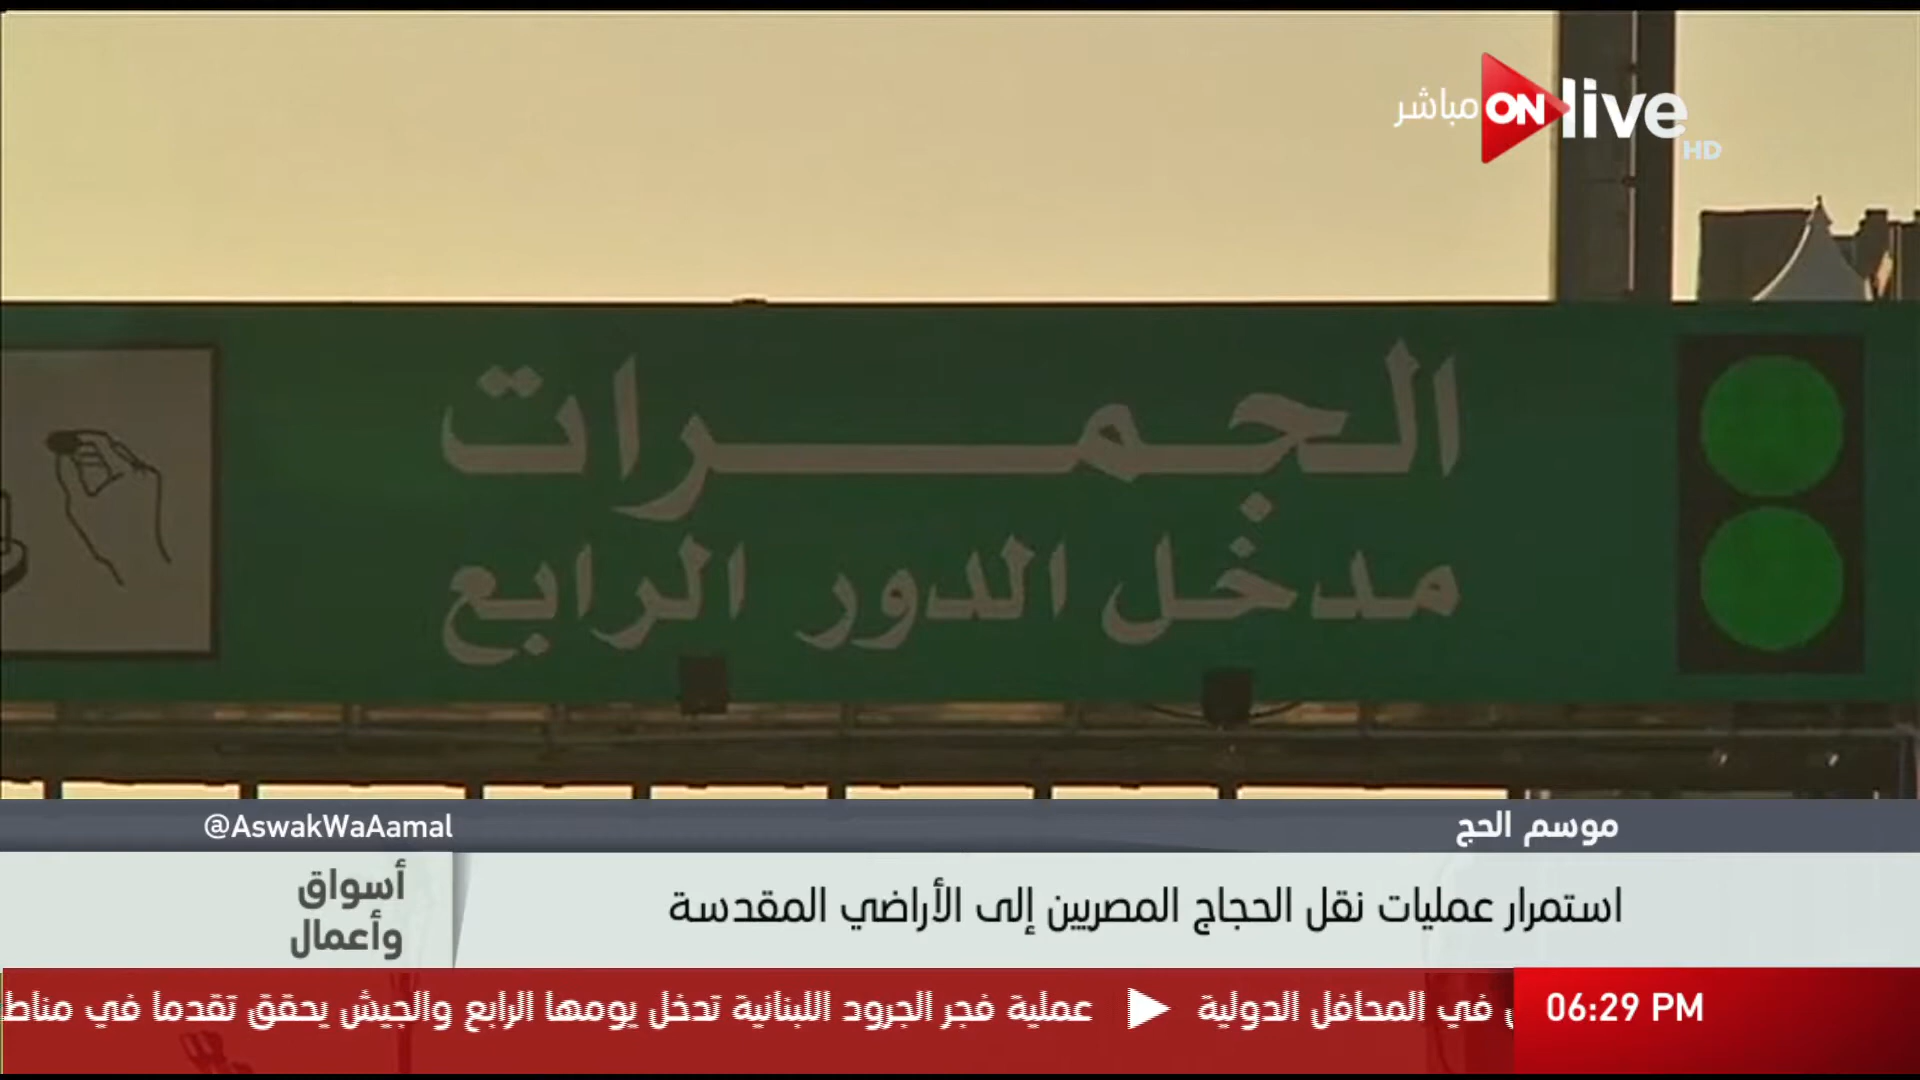 مباشر ON live HD
الجمرات
مدخل الدور الرابع
موسم الحج
@AswakWaAamal
استمرار عمليات نقل الحجاج المصريين إلى الأراضي المقدسة
أسواق
وأعمال
06:29 PM
في المحافل الدولية
عملية فجر الجرود اللبنانية تدخل يومها الرابع والجيش يحقق تقدما في